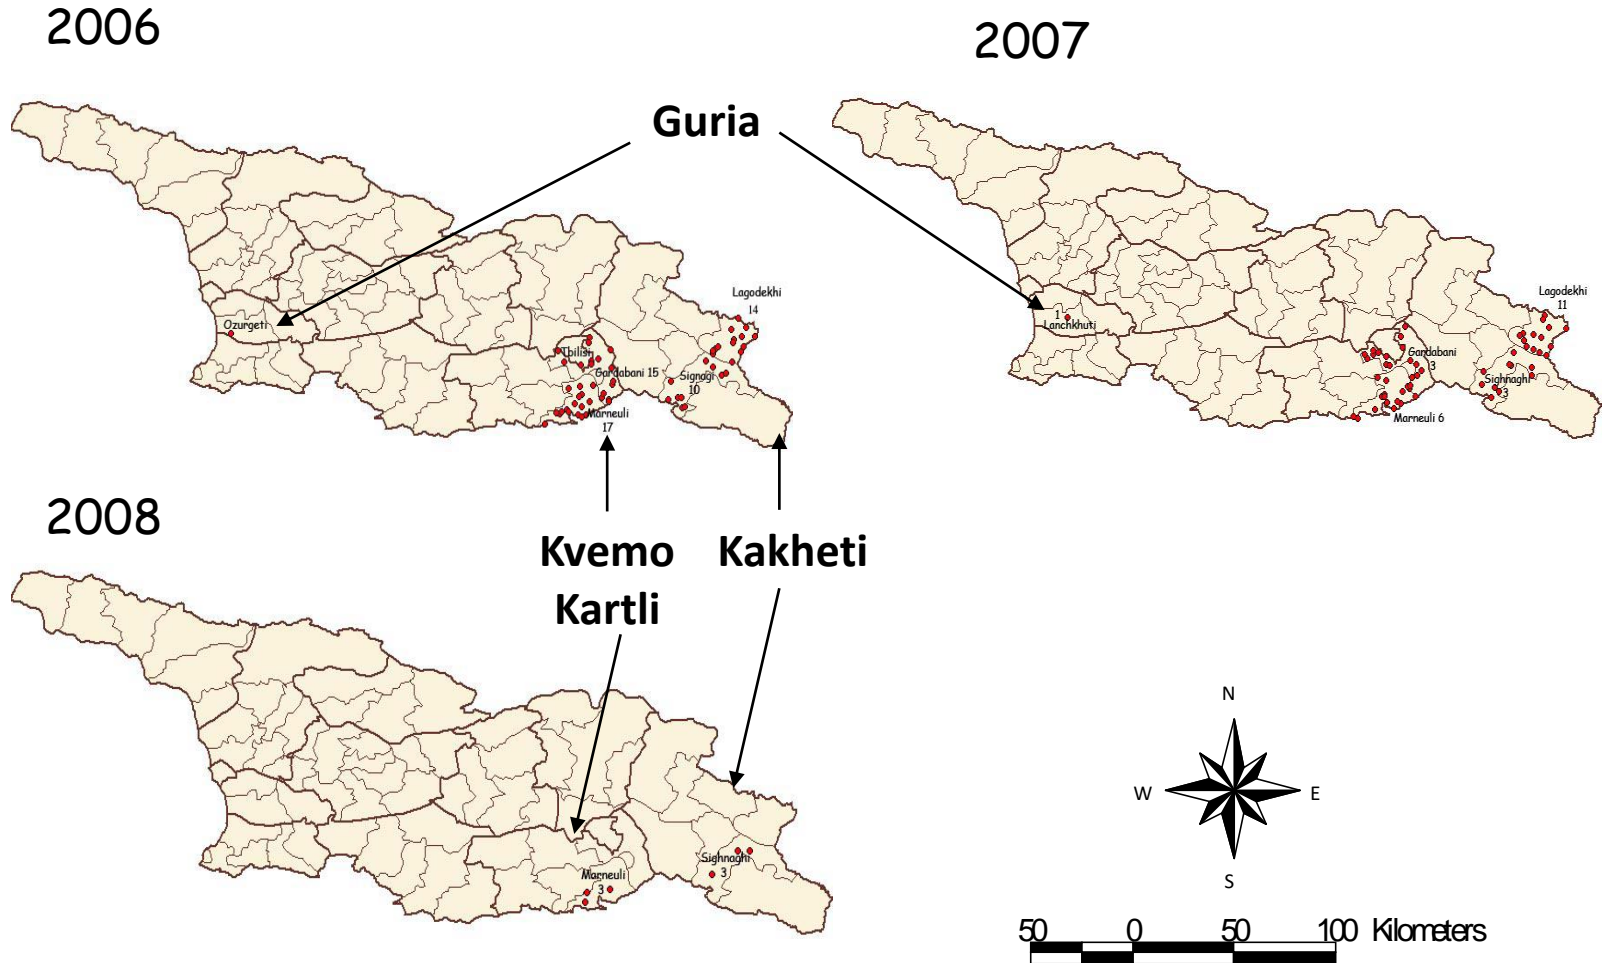 2006
2007
Guria
Lagodekhi
14
Ozurgeti
Tbilisi
Gardabani 15
Signagi
10
Marneuli
17
Lagodekhi
11
1
Lanchkhuti
Gardabani
3
Sighnaghi
3
Marneuli 6
2008
Kvemo
Kartli
Kakheti
Sighnaghi
3
Marneuli
3
N
W
E
S
50 0 50 100 Kilometers